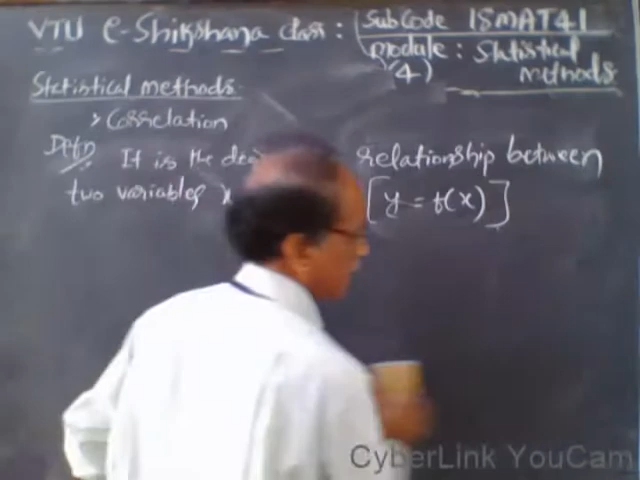 VTU e-Shikshana class : Sub Code 18MAT41
Module : Statistical
(4) methods
Statistical methods
> Correlation
Defn It is the relationship between
two variables x [y = f(x)]
CyberLink YouCam